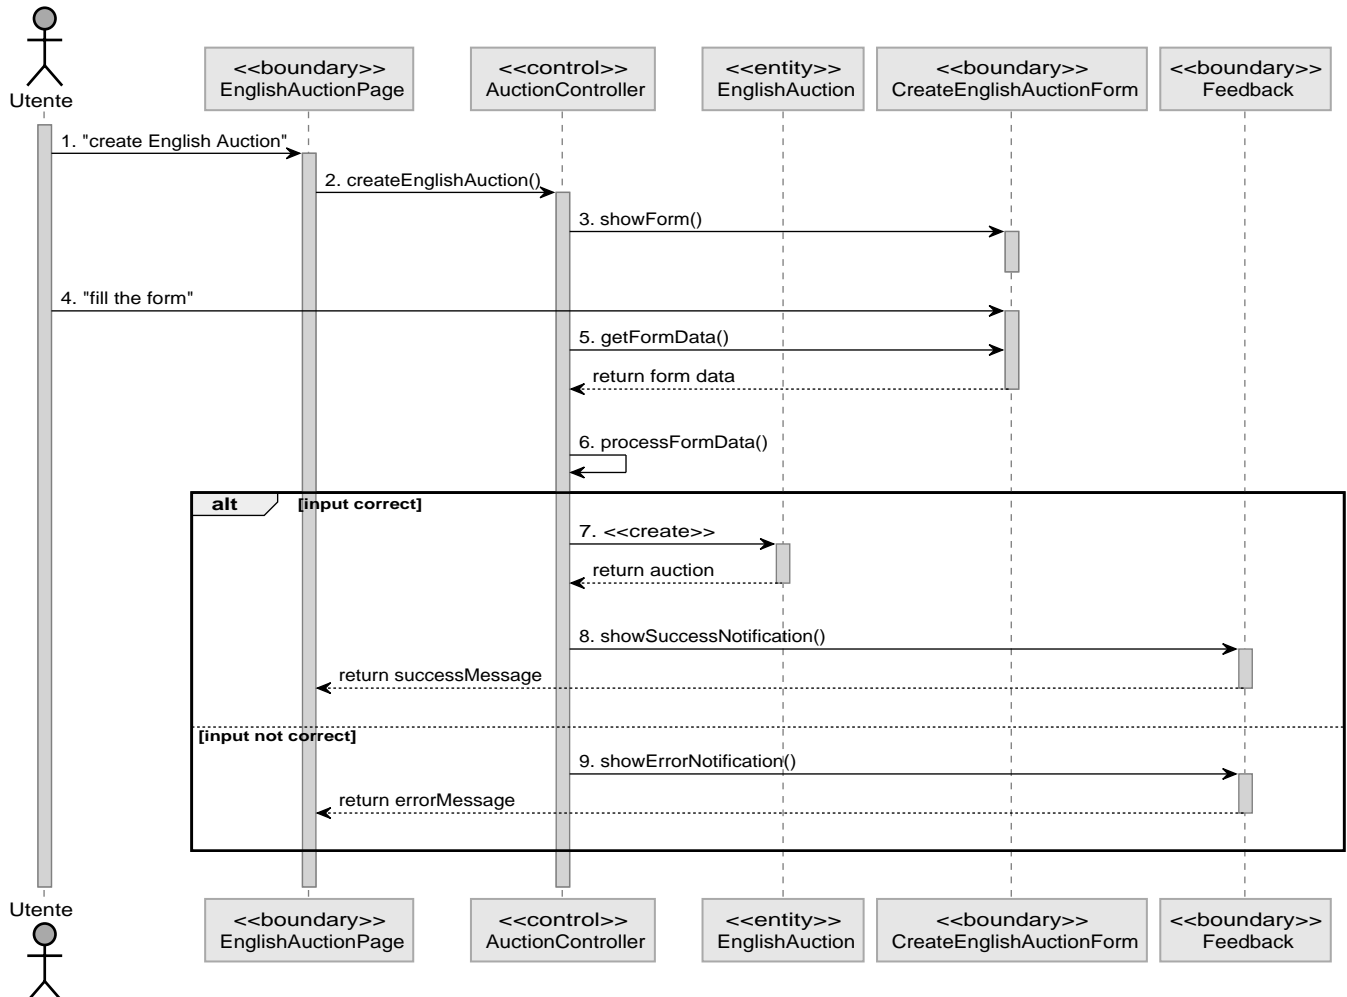 Utente
<<boundary>>
EnglishAuctionPage
<<control>>
AuctionController
<<entity>>
EnglishAuction
<<boundary>>
CreateEnglishAuctionForm
<<boundary>>
Feedback
1. "create English Auction"
2. createEnglishAuction()
3. showForm()
4. "fill the form"
5. getFormData()
return form data
6. processFormData()
alt
[input correct]
7. <<create>>
return auction
8. showSuccessNotification()
return successMessage
[input not correct]
9. showErrorNotification()
return errorMessage
Utente
<<boundary>>
EnglishAuctionPage
<<control>>
AuctionController
<<entity>>
EnglishAuction
<<boundary>>
CreateEnglishAuctionForm
<<boundary>>
Feedback